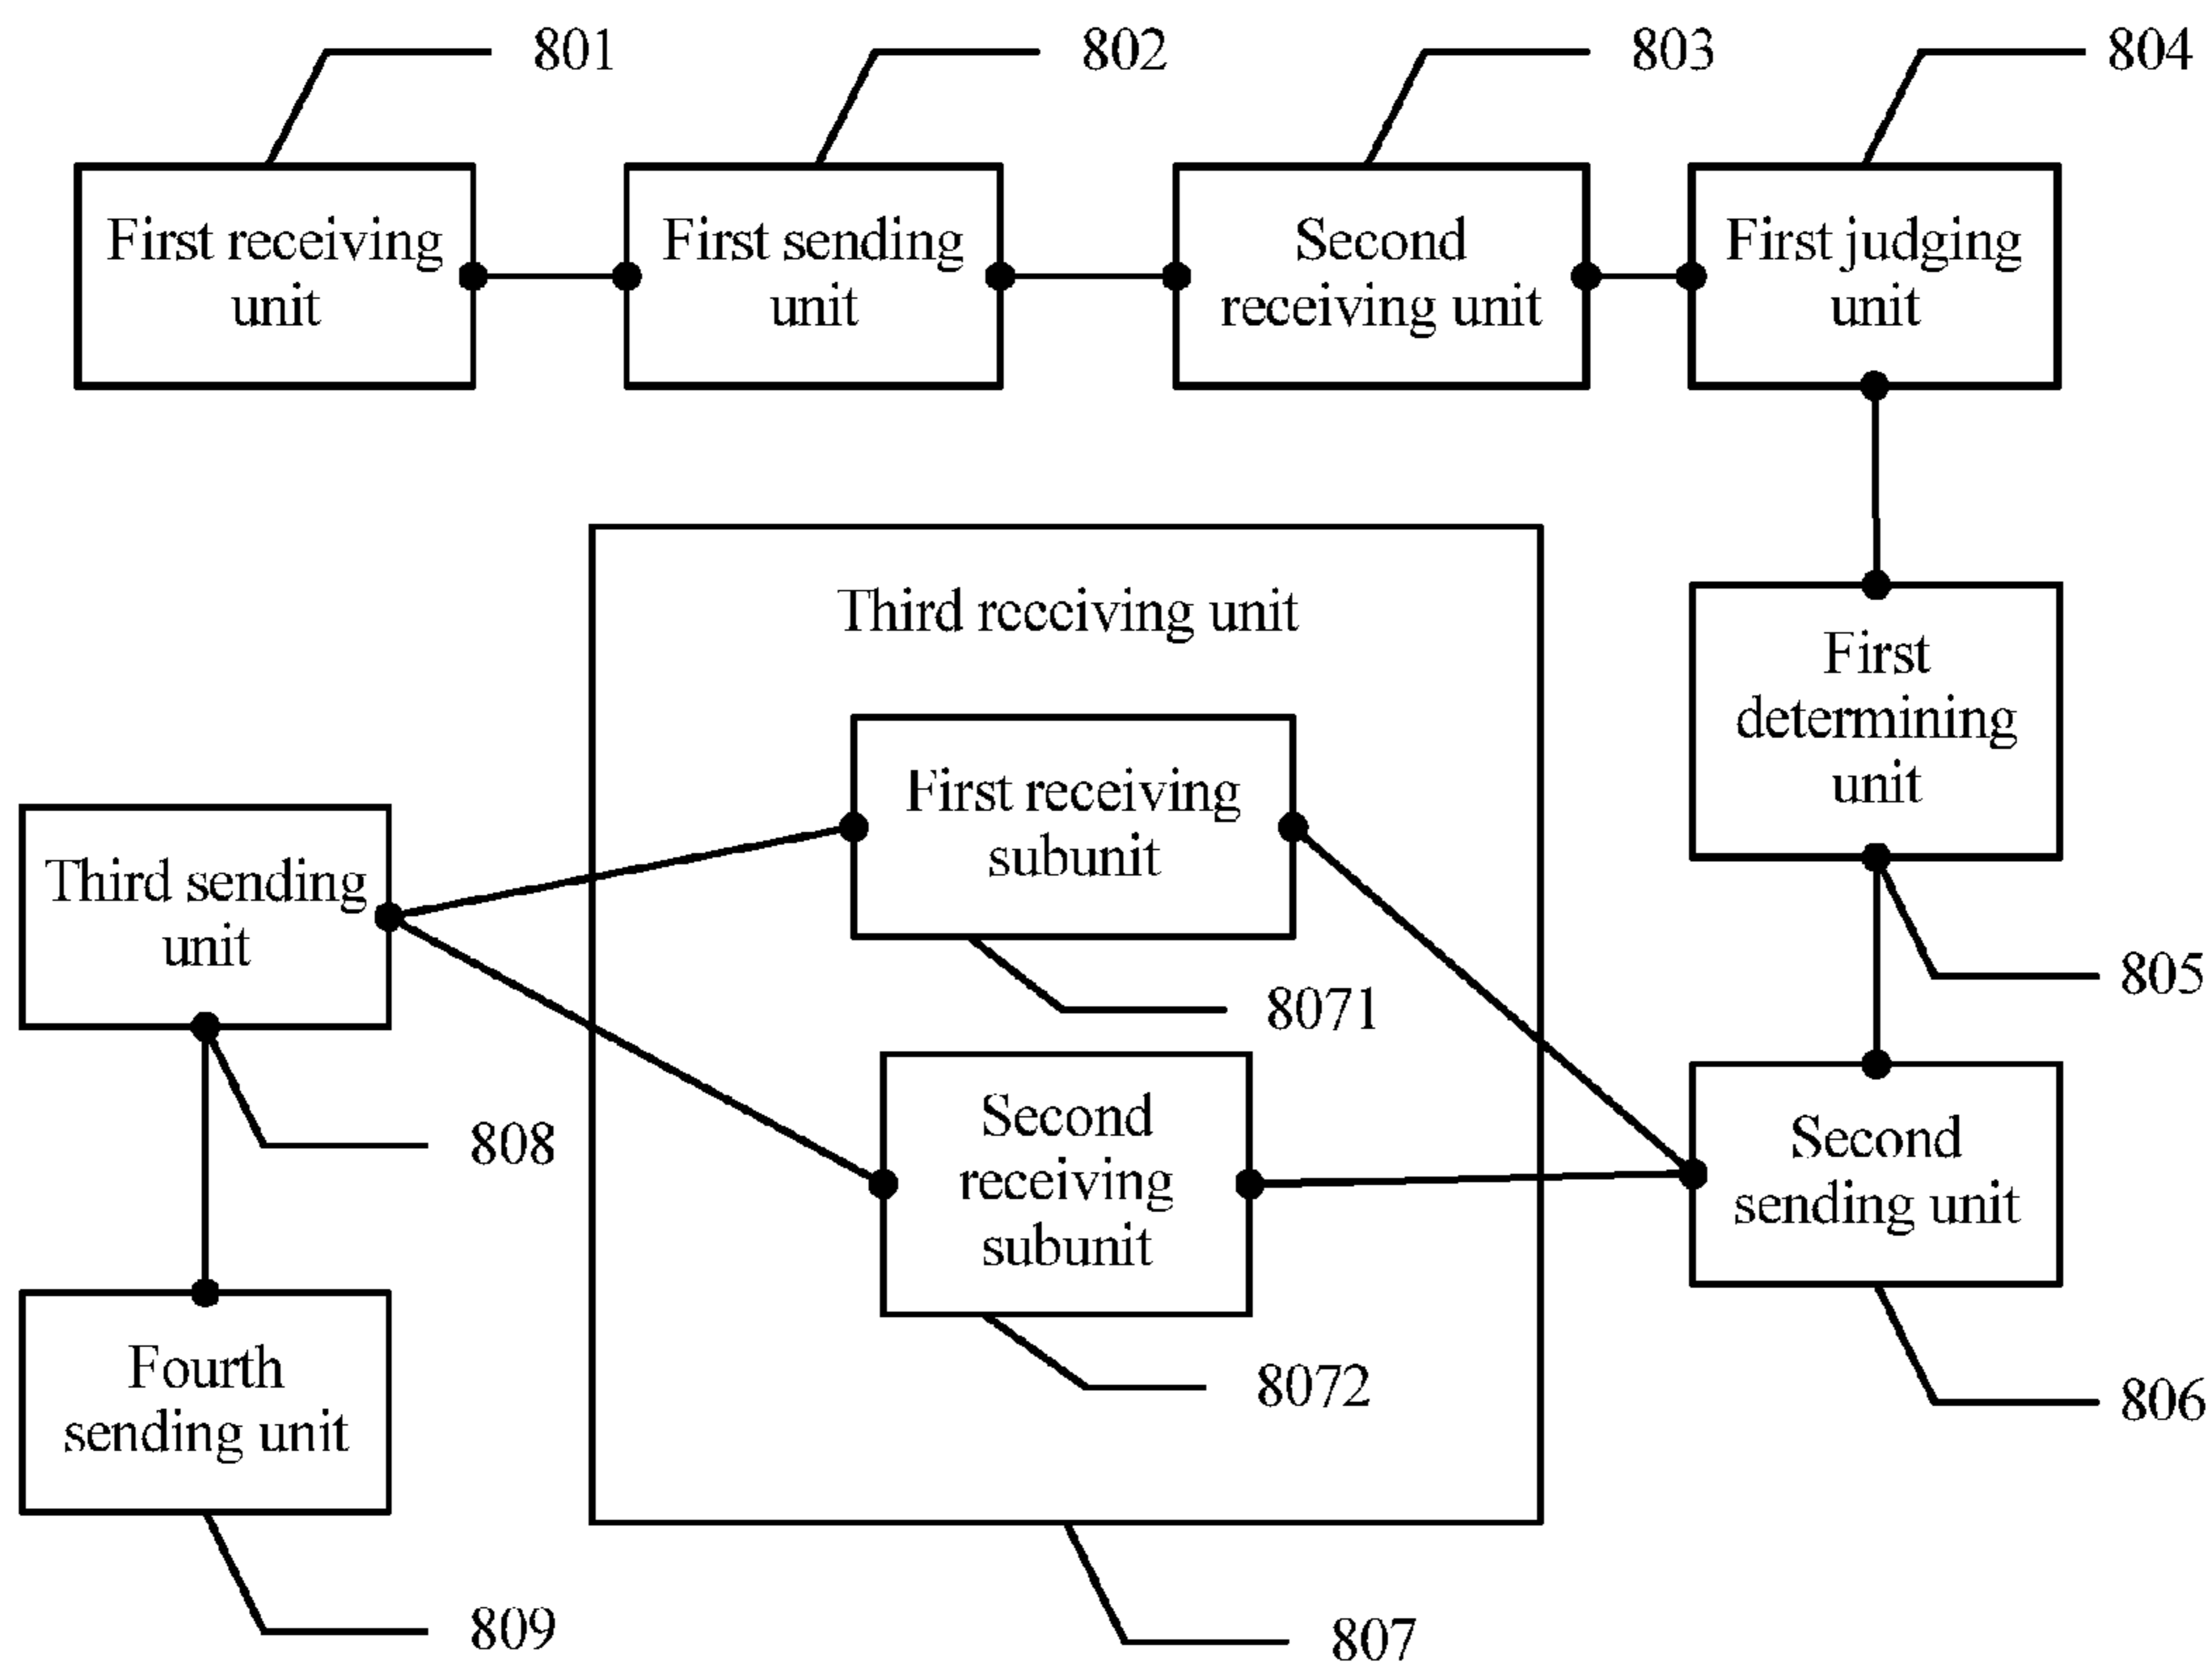 801
802
803
804
First receiving
unit
First sending
unit
Second
receiving unit
First judging
unit
Third receiving unit
First
determining
unit
First receiving
subunit
Third sending
unit
805
8071
808
Second
receiving
subunit
Second
sending unit
Fourth
sending unit
8072
806
809
807